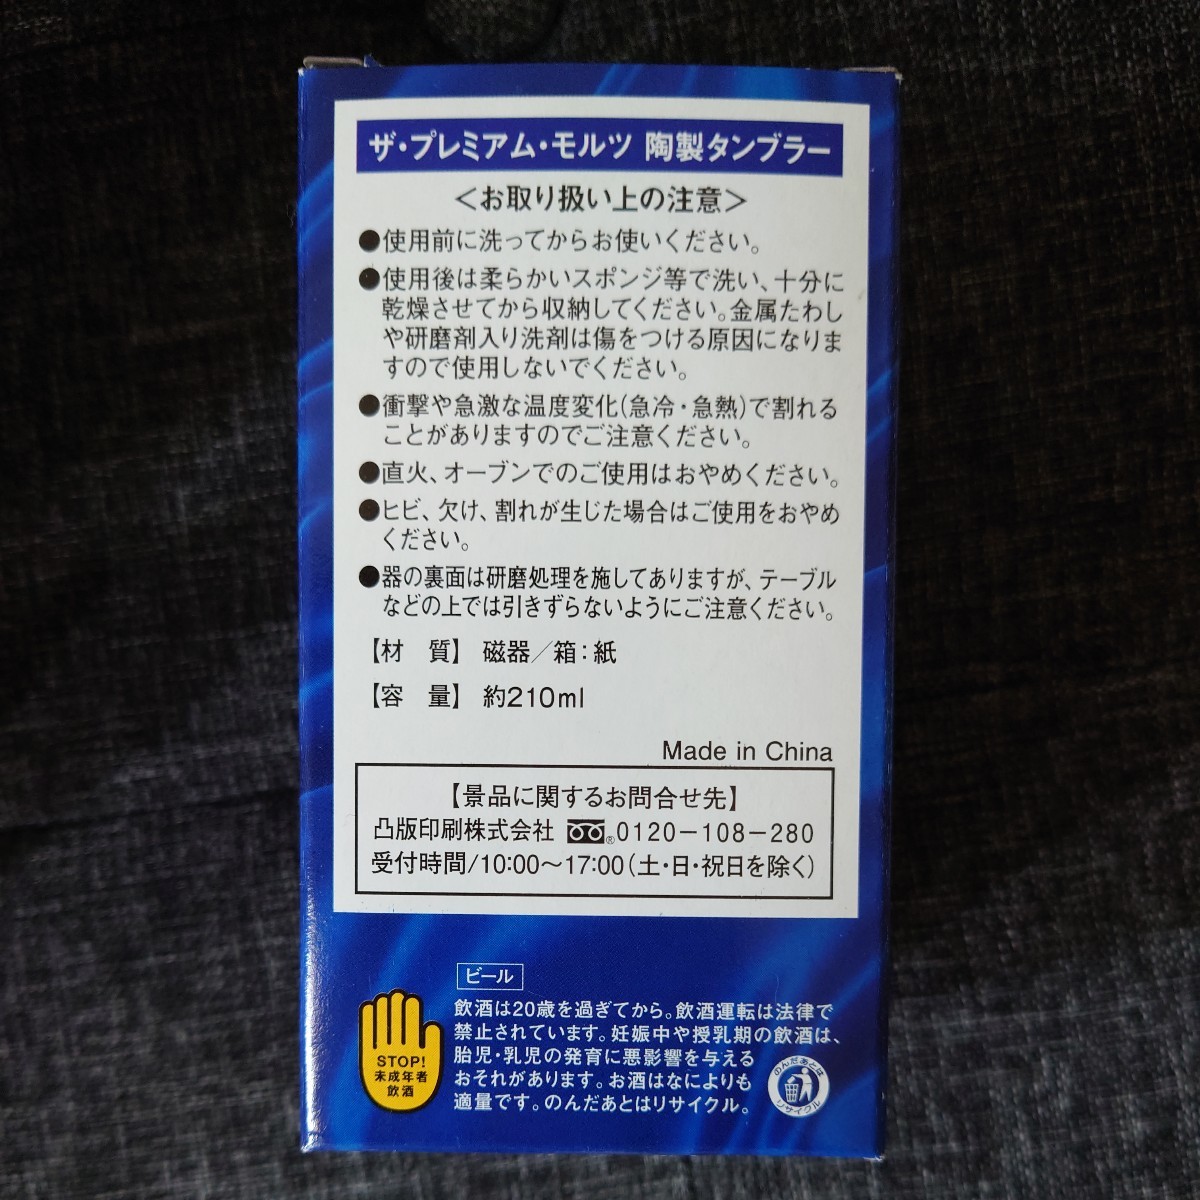 ザ・プレミアム・モルツ 陶製タンブラー
＜お取り扱い上の注意＞
●使用前に洗ってからお使いください。
●使用後は柔らかいスポンジ等で洗い、十分に
乾燥させてから収納してください。金属たわし
や研磨剤入り洗剤は傷をつける原因になりま
すので使用しないでください。
●衝撃や急激な温度変化(急冷・急熱)で割れる
ことがありますのでご注意ください。
●直火、オーブンでのご使用はおやめください。
●ヒビ、欠け、割れが生じた場合はご使用をおやめ
ください。
●器の裏面は研磨処理を施してありますが、テーブル
などの上では引きずらないようにご注意ください。
【材　質】 磁器／箱：紙
【容　量】 約210ml
Made in China
【景品に関するお問合せ先】
凸版印刷株式会社 ®0120－108－280
受付時間/10:00～17:00(土・日・祝日を除く)
ビール
飲酒は20歳を過ぎてから。飲酒運転は法律で
禁止されています。妊娠中や授乳期の飲酒は、
胎児・乳児の発育に悪影響を与える
おそれがあります。お酒はなによりも
適量です。のんだあとはリサイクル。
STOP!
未成年者
飲酒
のんだあとは
リサイクル